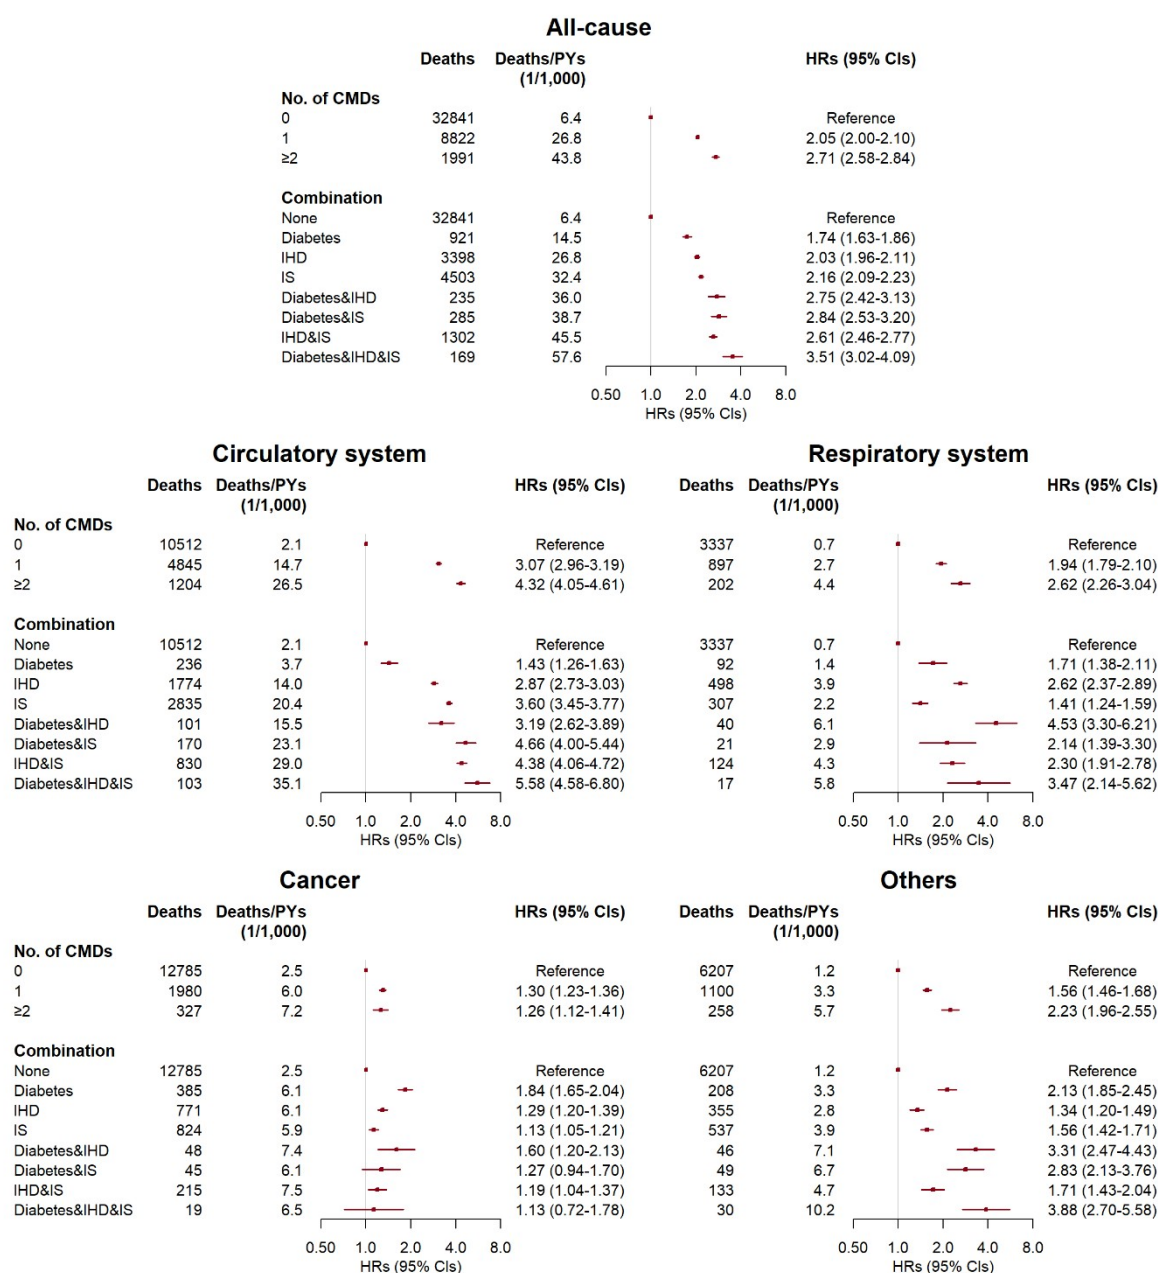 All-cause
Deaths Deaths/PYs HRs (95% CIs)
(1/1,000)
No. of CMDs
0 32841 6.4 Reference
1 8822 26.8 2.05 (2.00-2.10)
≥2 1991 43.8 2.71 (2.58-2.84)
Combination
None 32841 6.4 Reference
Diabetes 921 14.5 1.74 (1.63-1.86)
IHD 3398 26.8 2.03 (1.96-2.11)
IS 4503 32.4 2.16 (2.09-2.23)
Diabetes&IHD 235 36.0 2.75 (2.42-3.13)
Diabetes&IS 285 38.7 2.84 (2.53-3.20)
IHD&IS 1302 45.5 2.61 (2.46-2.77)
Diabetes&IHD&IS 169 57.6 3.51 (3.02-4.09)
0.50 1.0 2.0 4.0 8.0
HRs (95% CIs)
Circulatory system
Deaths Deaths/PYs HRs (95% CIs)
(1/1,000)
No. of CMDs
0 10512 2.1 Reference
1 4845 14.7 3.07 (2.96-3.19)
≥2 1204 26.5 4.32 (4.05-4.61)
Combination
None 10512 2.1 Reference
Diabetes 236 3.7 1.43 (1.26-1.63)
IHD 1774 14.0 2.87 (2.73-3.03)
IS 2835 20.4 3.60 (3.45-3.77)
Diabetes&IHD 101 15.5 3.19 (2.62-3.89)
Diabetes&IS 170 23.1 4.66 (4.00-5.44)
IHD&IS 830 29.0 4.38 (4.06-4.72)
Diabetes&IHD&IS 103 35.1 5.58 (4.58-6.80)
0.50 1.0 2.0 4.0 8.0
HRs (95% CIs)
Respiratory system
Deaths Deaths/PYs HRs (95% CIs)
(1/1,000)
3337 0.7 Reference
897 2.7 1.94 (1.79-2.10)
202 4.4 2.62 (2.26-3.04)
3337 0.7 Reference
92 1.4 1.71 (1.38-2.11)
498 3.9 2.62 (2.37-2.89)
307 2.2 1.41 (1.24-1.59)
40 6.1 4.53 (3.30-6.21)
21 2.9 2.14 (1.39-3.30)
124 4.3 2.30 (1.91-2.78)
17 5.8 3.47 (2.14-5.62)
0.50 1.0 2.0 4.0 8.0
HRs (95% CIs)
Cancer
Deaths Deaths/PYs HRs (95% CIs)
(1/1,000)
No. of CMDs
0 12785 2.5 Reference
1 1980 6.0 1.30 (1.23-1.36)
≥2 327 7.2 1.26 (1.12-1.41)
Combination
None 12785 2.5 Reference
Diabetes 385 6.1 1.84 (1.65-2.04)
IHD 771 6.1 1.29 (1.20-1.39)
IS 824 5.9 1.13 (1.05-1.21)
Diabetes&IHD 48 7.4 1.60 (1.20-2.13)
Diabetes&IS 45 6.1 1.27 (0.94-1.70)
IHD&IS 215 7.5 1.19 (1.04-1.37)
Diabetes&IHD&IS 19 6.5 1.13 (0.72-1.78)
0.50 1.0 2.0 4.0 8.0
HRs (95% CIs)
Others
Deaths Deaths/PYs HRs (95% CIs)
(1/1,000)
6207 1.2 Reference
1100 3.3 1.56 (1.46-1.68)
258 5.7 2.23 (1.96-2.55)
6207 1.2 Reference
208 3.3 2.13 (1.85-2.45)
355 2.8 1.34 (1.20-1.49)
537 3.9 1.56 (1.42-1.71)
46 7.1 3.31 (2.47-4.43)
49 6.7 2.83 (2.13-3.76)
133 4.7 1.71 (1.43-2.04)
30 10.2 3.88 (2.70-5.58)
0.50 1.0 2.0 4.0 8.0
HRs (95% CIs)